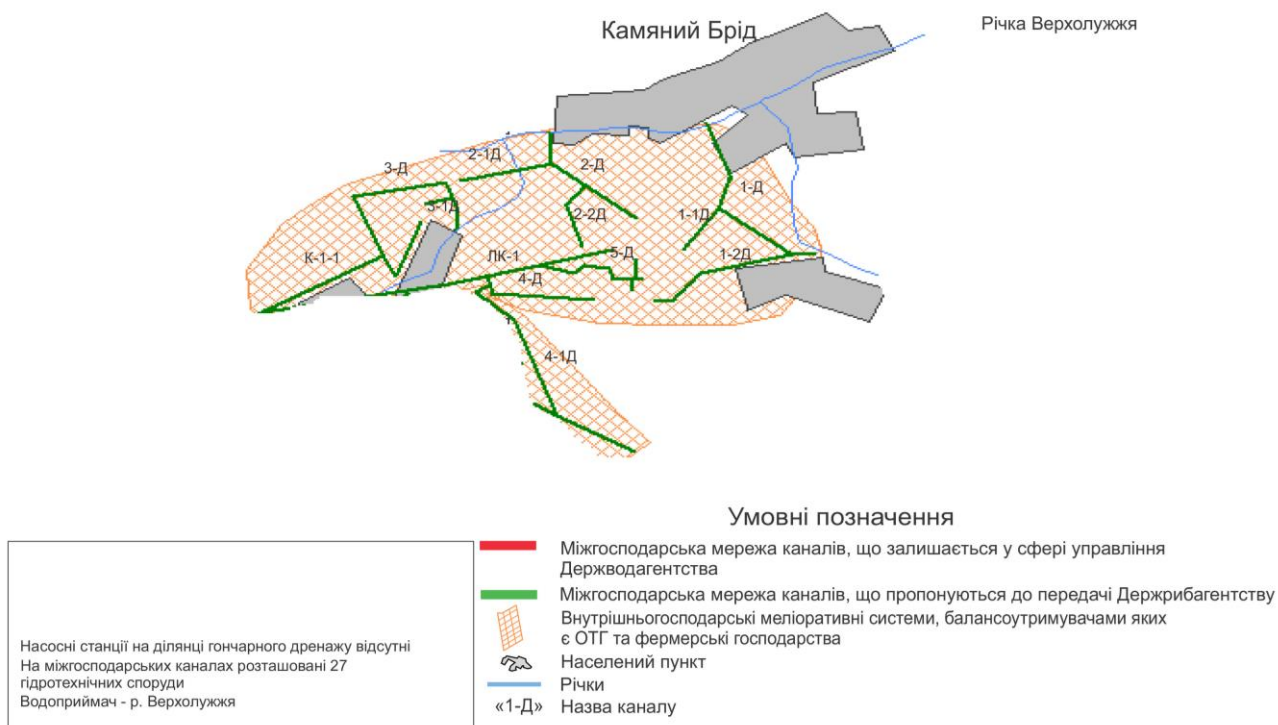 Камяний Брід
Річка Верхолужжя
2-1Д
3-Д
2-Д
1-Д
3-1Д
2-2Д
1-1Д
К-1-1
ЛК-1
5-Д
1-2Д
4-Д
4-1Д
Умовні позначення
Міжгосподарська мережа каналів, що залишається у сфері управління
Держводагентства
Міжгосподарська мережа каналів, що пропонуються до передачі Держрибагентству
Внутрішньогосподарські меліоративні системи, балансоутримувачами яких
є ОТГ та фермерські господарства
Населений пункт
Річки
«1-Д» Назва каналу
Насосні станції на ділянці гончарного дренажу відсутні
На міжгосподарських каналах розташовані 27
гідротехнічних споруди
Водоприймач - р. Верхолужжя